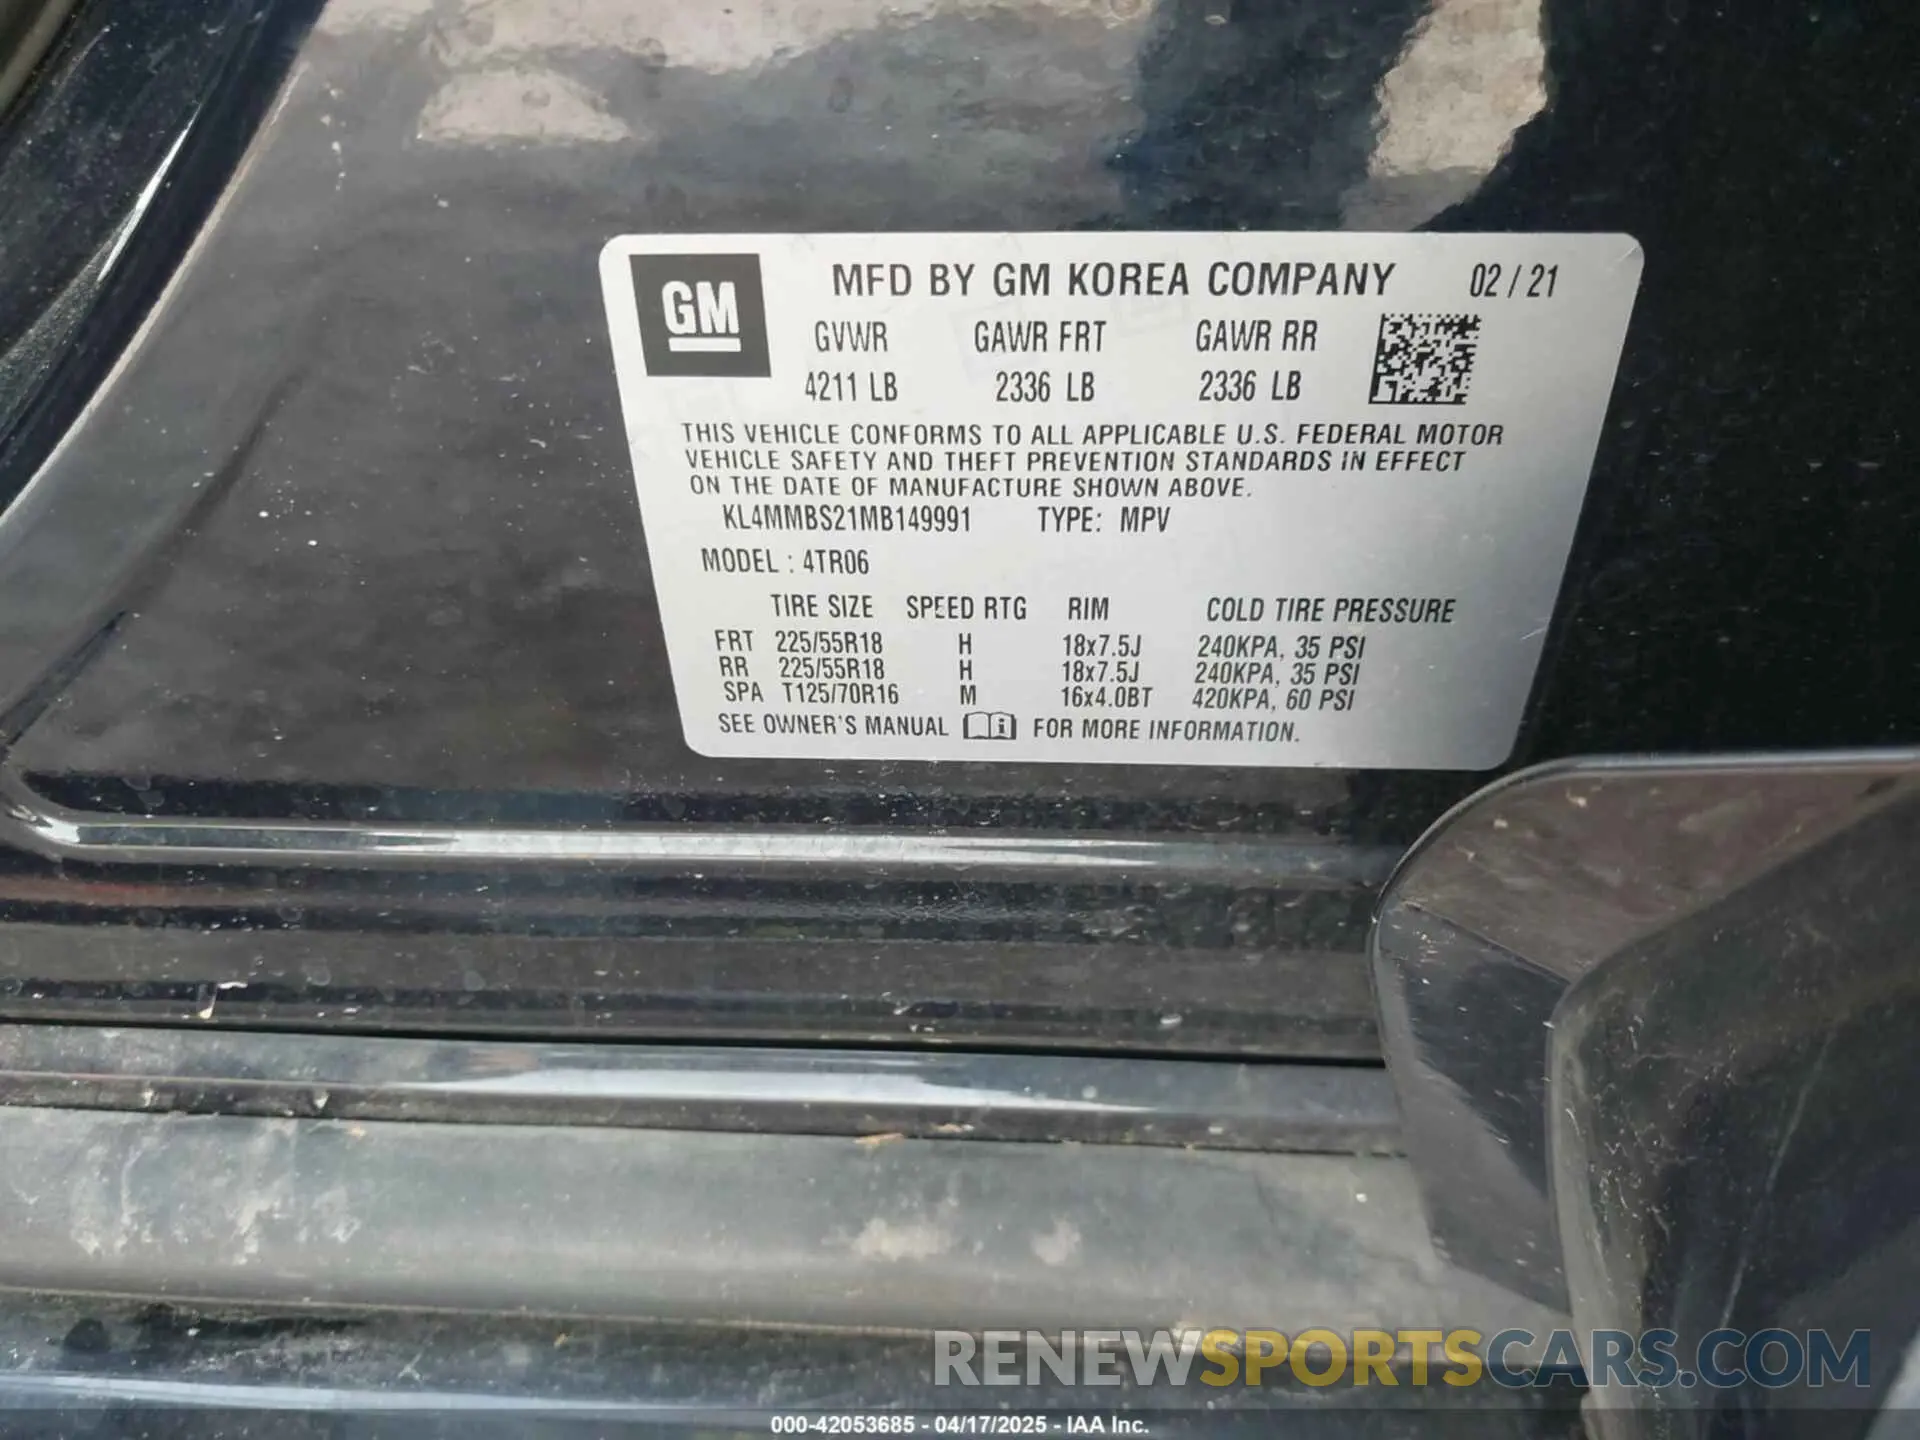 GM
MFD BY GM KOREA COMPANY 02 / 21
GVWR GAWR FRT GAWR RR
4211 LB 2336 LB 2336 LB
THIS VEHICLE CONFORMS TO ALL APPLICABLE U.S. FEDERAL MOTOR
VEHICLE SAFETY AND THEFT PREVENTION STANDARDS IN EFFECT
ON THE DATE OF MANUFACTURE SHOWN ABOVE.
KL4MMBS21MB149991 TYPE: MPV
MODEL : 4TR06
TIRE SIZE SPEED RTG RIM COLD TIRE PRESSURE
FRT 225/55R18 H 18x7.5J 240KPA, 35 PSI
RR 225/55R18 H 18x7.5J 240KPA, 35 PSI
SPA T125/70R16 M 16x4.0BT 420KPA, 60 PSI
SEE OWNER'S MANUAL FOR MORE INFORMATION.
RENEWSPORTSCARS.COM
000-42053685 - 04/17/2025 - IAA Inc.